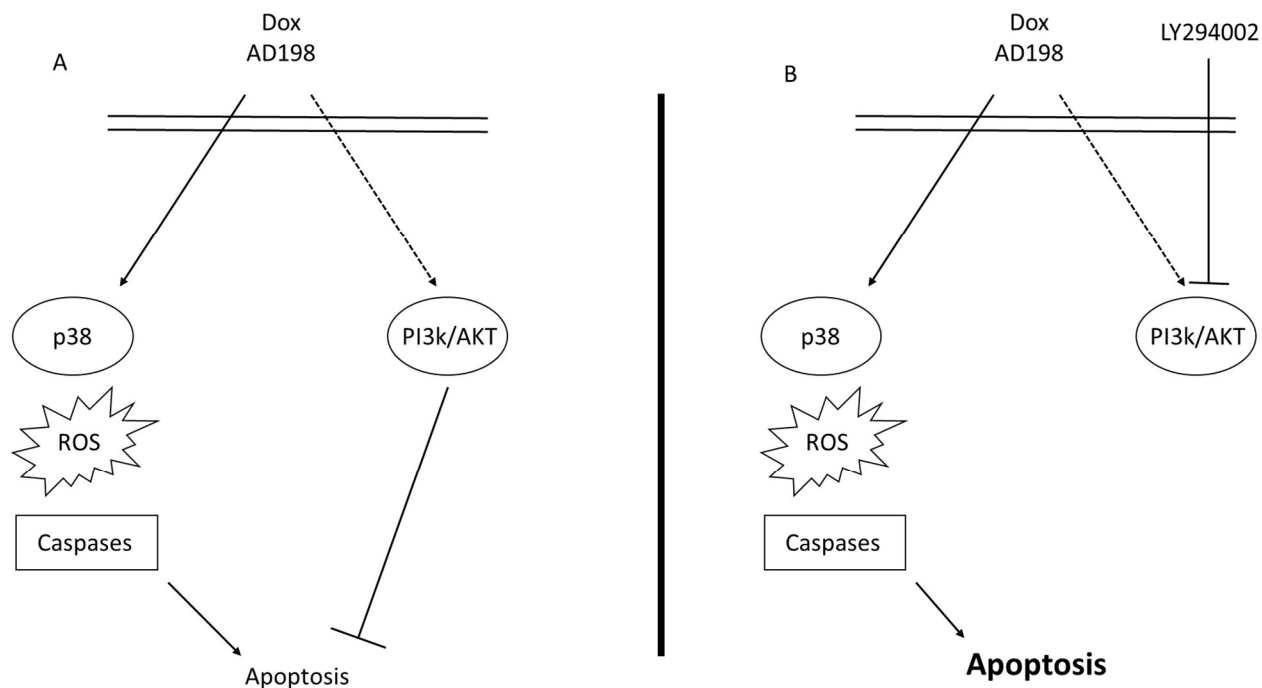 A
Dox
AD198
p38
PI3k/AKT
ROS
Caspases
Apoptosis
B
Dox
AD198
LY294002
p38
PI3k/AKT
ROS
Caspases
Apoptosis